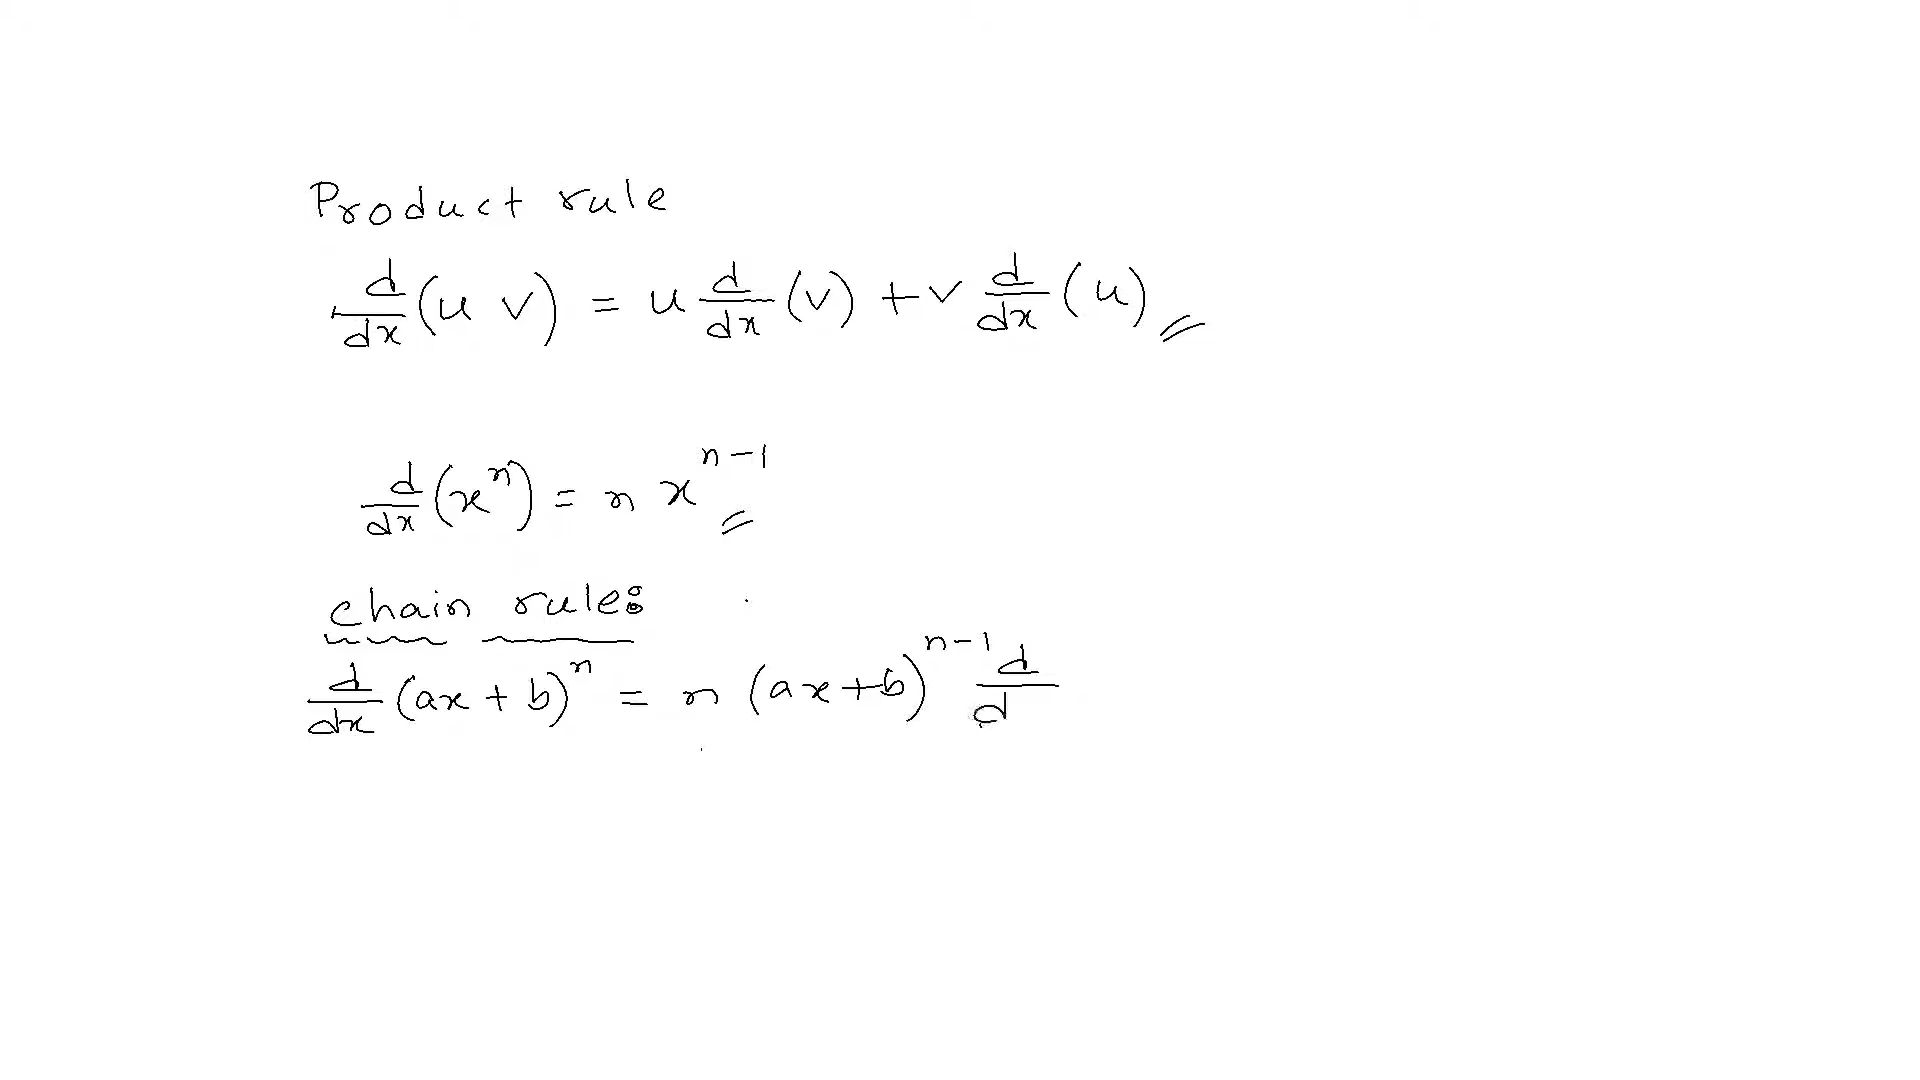 Product rule
d/dx (u v) = u d/dx (v) + v d/dx (u)
d/dx (x^n) = n x^{n-1}
chain rule:
d/dx (ax + b)^n = n (ax+b)^{n-1} d/d